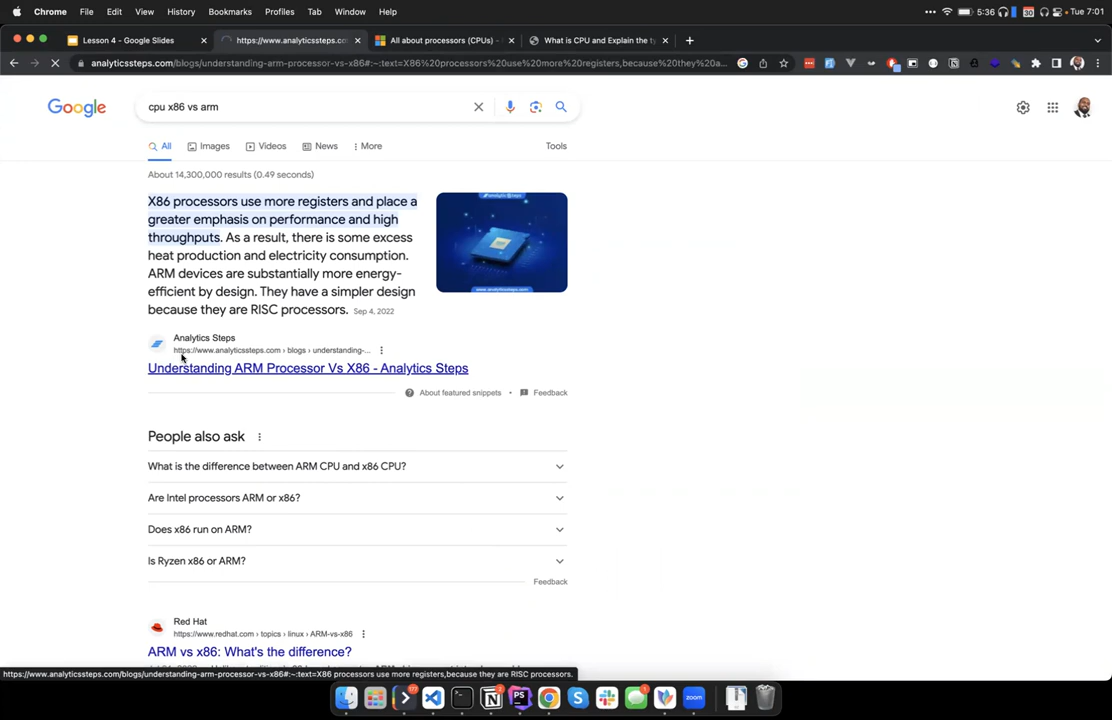 Chrome File Edit View History Bookmarks Profiles Tab Window Help
5:36 30 Tue 7:01
Lesson 4 - Google Slides
https://www.analyticssteps.co
All about processors (CPUs) -
What is CPU and Explain the ty
analyticssteps.com/blogs/understanding-arm-processor-vs-x86#:~:text=X86%20processors%20use%20more%20registers,because%20they%20a...
Google
cpu x86 vs arm
All Images Videos News More Tools
About 14,300,000 results (0.49 seconds)
X86 processors use more registers and place a
greater emphasis on performance and high
throughputs. As a result, there is some excess
heat production and electricity consumption.
ARM devices are substantially more energy-
efficient by design. They have a simpler design
because they are RISC processors. Sep 4, 2022
Analytics Steps
https://www.analyticssteps.com › blogs › understanding-...
Understanding ARM Processor Vs X86 - Analytics Steps
About featured snippets • Feedback
People also ask
What is the difference between ARM CPU and x86 CPU?
Are Intel processors ARM or x86?
Does x86 run on ARM?
Is Ryzen x86 or ARM?
Feedback
Red Hat
https://www.redhat.com › topics › linux › ARM-vs-x86
ARM vs x86: What's the difference?
https://www.analyticssteps.com/blogs/understanding-arm-processor-vs-x86#:~:text=X86 processors use more registers,because they are RISC processors.